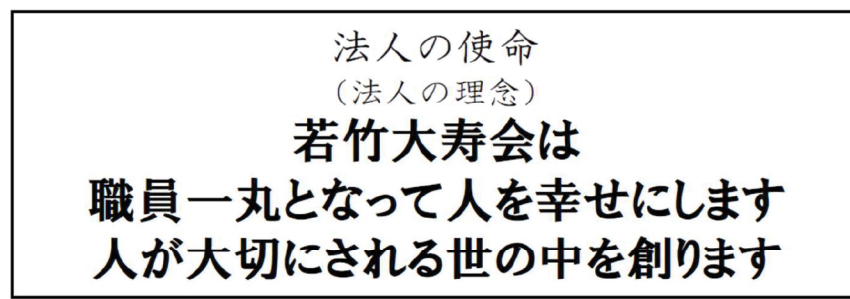 法人の使命
（法人の理念）
若竹大寿会は
職員一丸となって人を幸せにします
人が大切にされる世の中を創ります